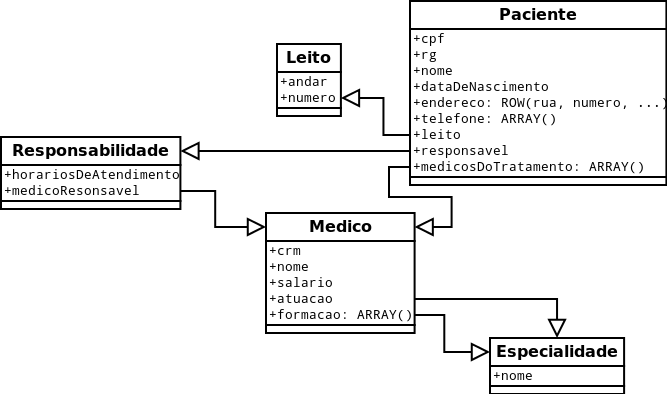 Paciente
+cpf
+rg
+nome
+dataDeNascimento
+endereco: ROW(rua, numero, ...)
+telefone: ARRAY()
+leito
+responsavel
+medicosDoTratamento: ARRAY()
Leito
+andar
+numero
Responsabilidade
+horariosDeAtendimento
+medicoResonsavel
Medico
+crm
+nome
+salario
+atuacao
+formacao: ARRAY()
Especialidade
+nome